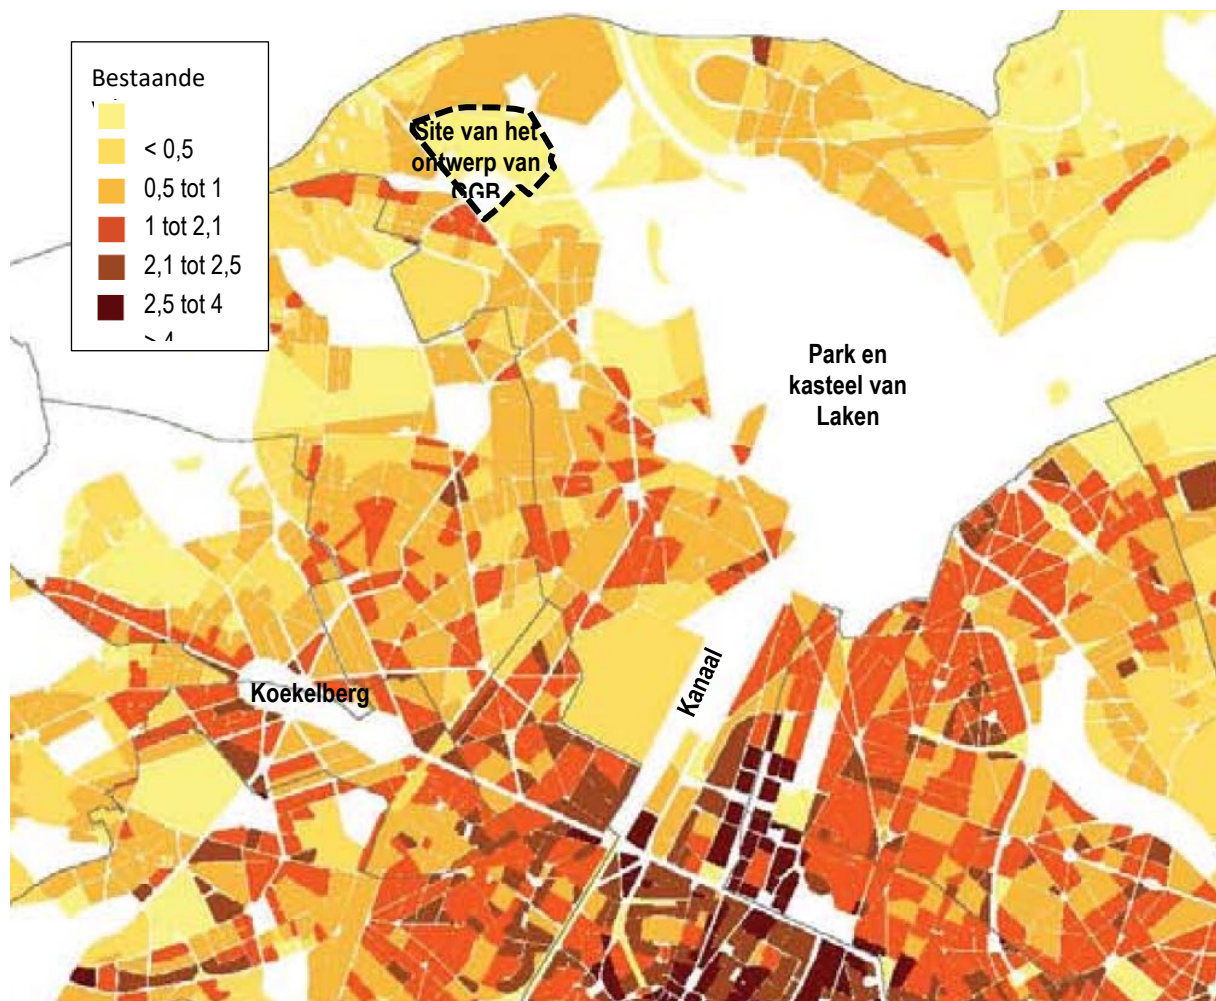 Bestaande
< 0,5
0,5 tot 1
1 tot 2,1
2,1 tot 2,5
2,5 tot 4
Site van het
ontwerp van
GGB
Park en
kasteel van
Laken
Kanaal
Koekelberg